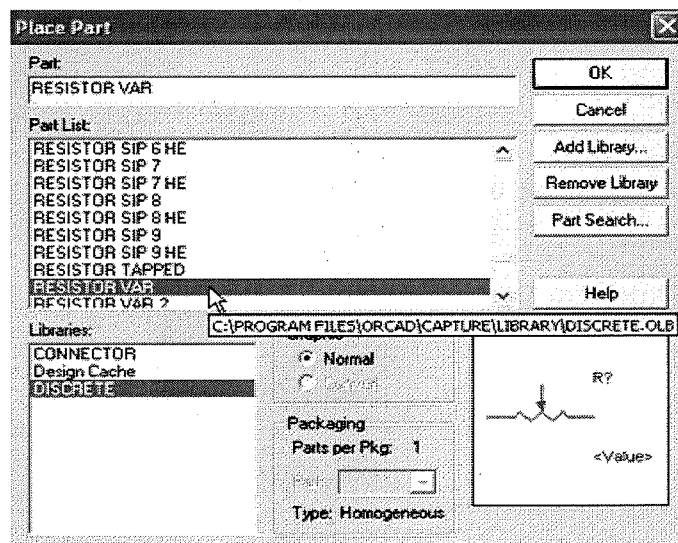 Place Part
Part:
RESISTOR VAR
Part List:
RESISTOR SIP 6 HE
RESISTOR SIP 7
RESISTOR SIP 7 HE
RESISTOR SIP 8
RESISTOR SIP 8 HE
RESISTOR SIP 9
RESISTOR SIP 9 HE
RESISTOR TAPPED
RESISTOR VAR
RESISTOR VAR 2
OK
Cancel
Add Library...
Remove Library
Part Search...
Help
C:\PROGRAM FILES\ORCAD\CAPTURE\LIBRARY\DISCRETE.OLB
Libraries:
CONNECTOR
Design Cache
DISCRETE
Graphic
Normal
Packaging
Parts per Pkg: 1
Part:
Type: Homogeneous
R?
<Value>